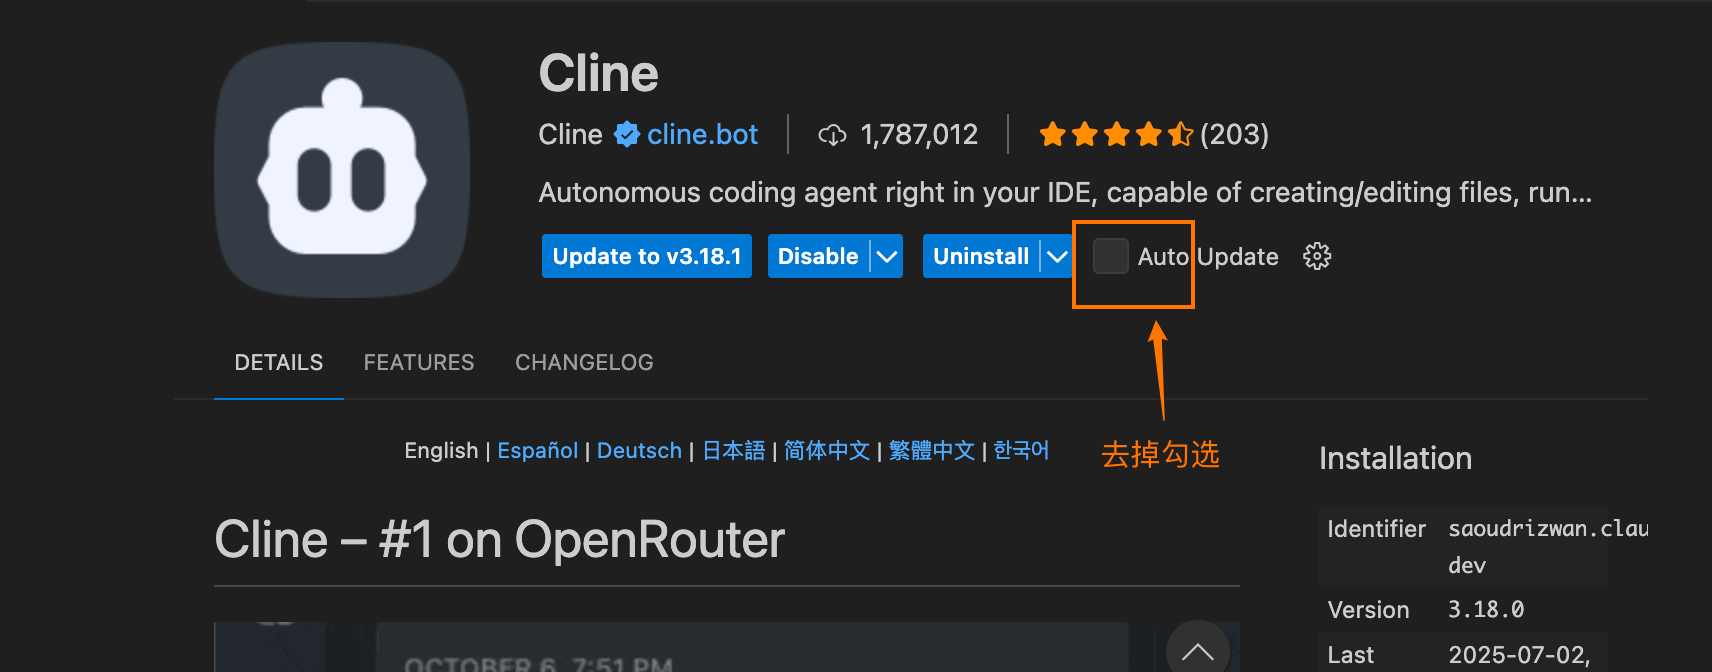 Cline
Cline cline.bot 1,787,012 (203)
Autonomous coding agent right in your IDE, capable of creating/editing files, run...
Update to v3.18.1 Disable Uninstall Auto Update
DETAILS FEATURES CHANGELOG
English | Español | Deutsch | 日本語 | 简体中文 | 繁體中文 | 한국어
去掉勾选
Cline – #1 on OpenRouter
OCTOBER 6, 7:51 PM
Installation
Identifier saoudrizwan.clau
dev
Version 3.18.0
Last 2025-07-02,